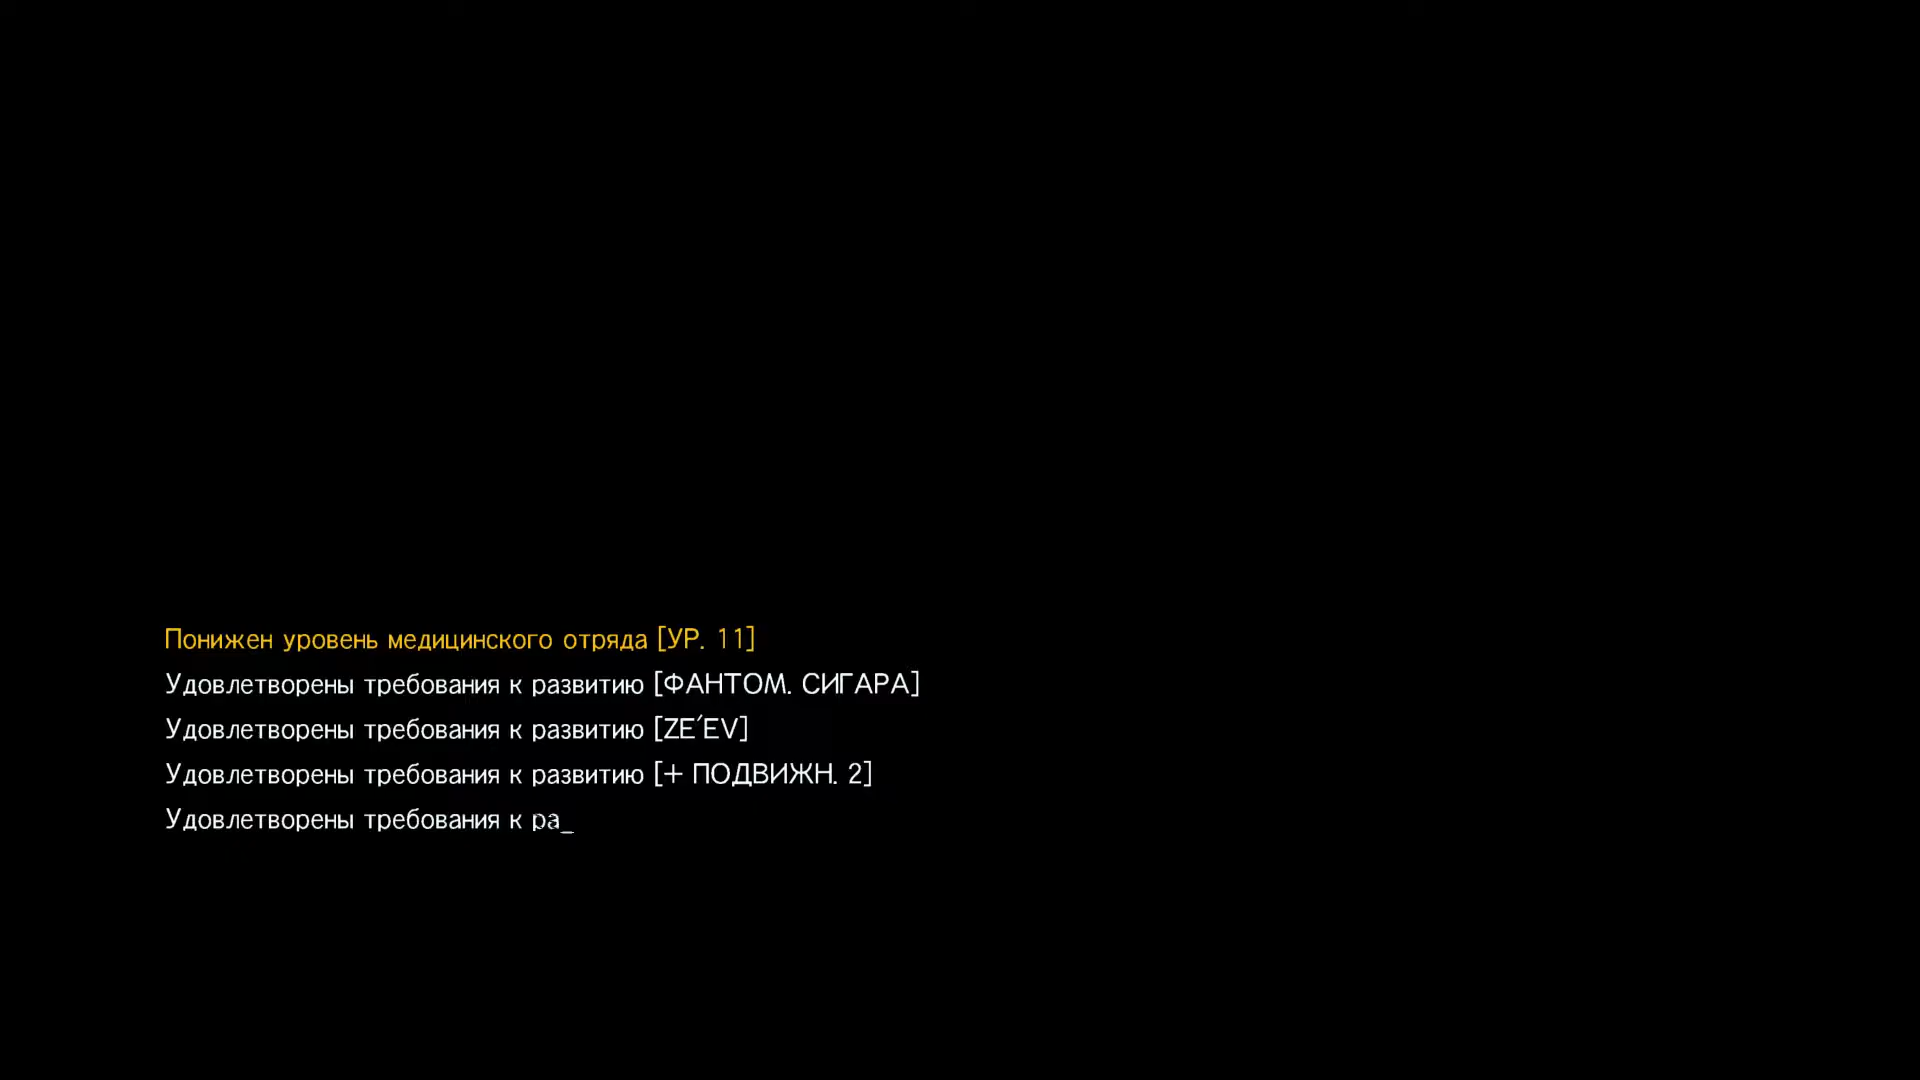 Понижен уровень медицинского отряда [УР. 11]
Удовлетворены требования к развитию [ФАНТОМ. СИГАРА]
Удовлетворены требования к развитию [ZE´EV]
Удовлетворены требования к развитию [+ ПОДВИЖН. 2]
Удовлетворены требования к ра_